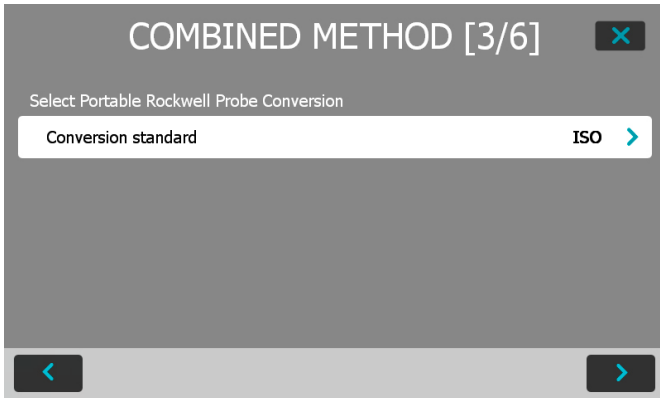 COMBINED METHOD [3/6]
Select Portable Rockwell Probe Conversion
Conversion standard ISO